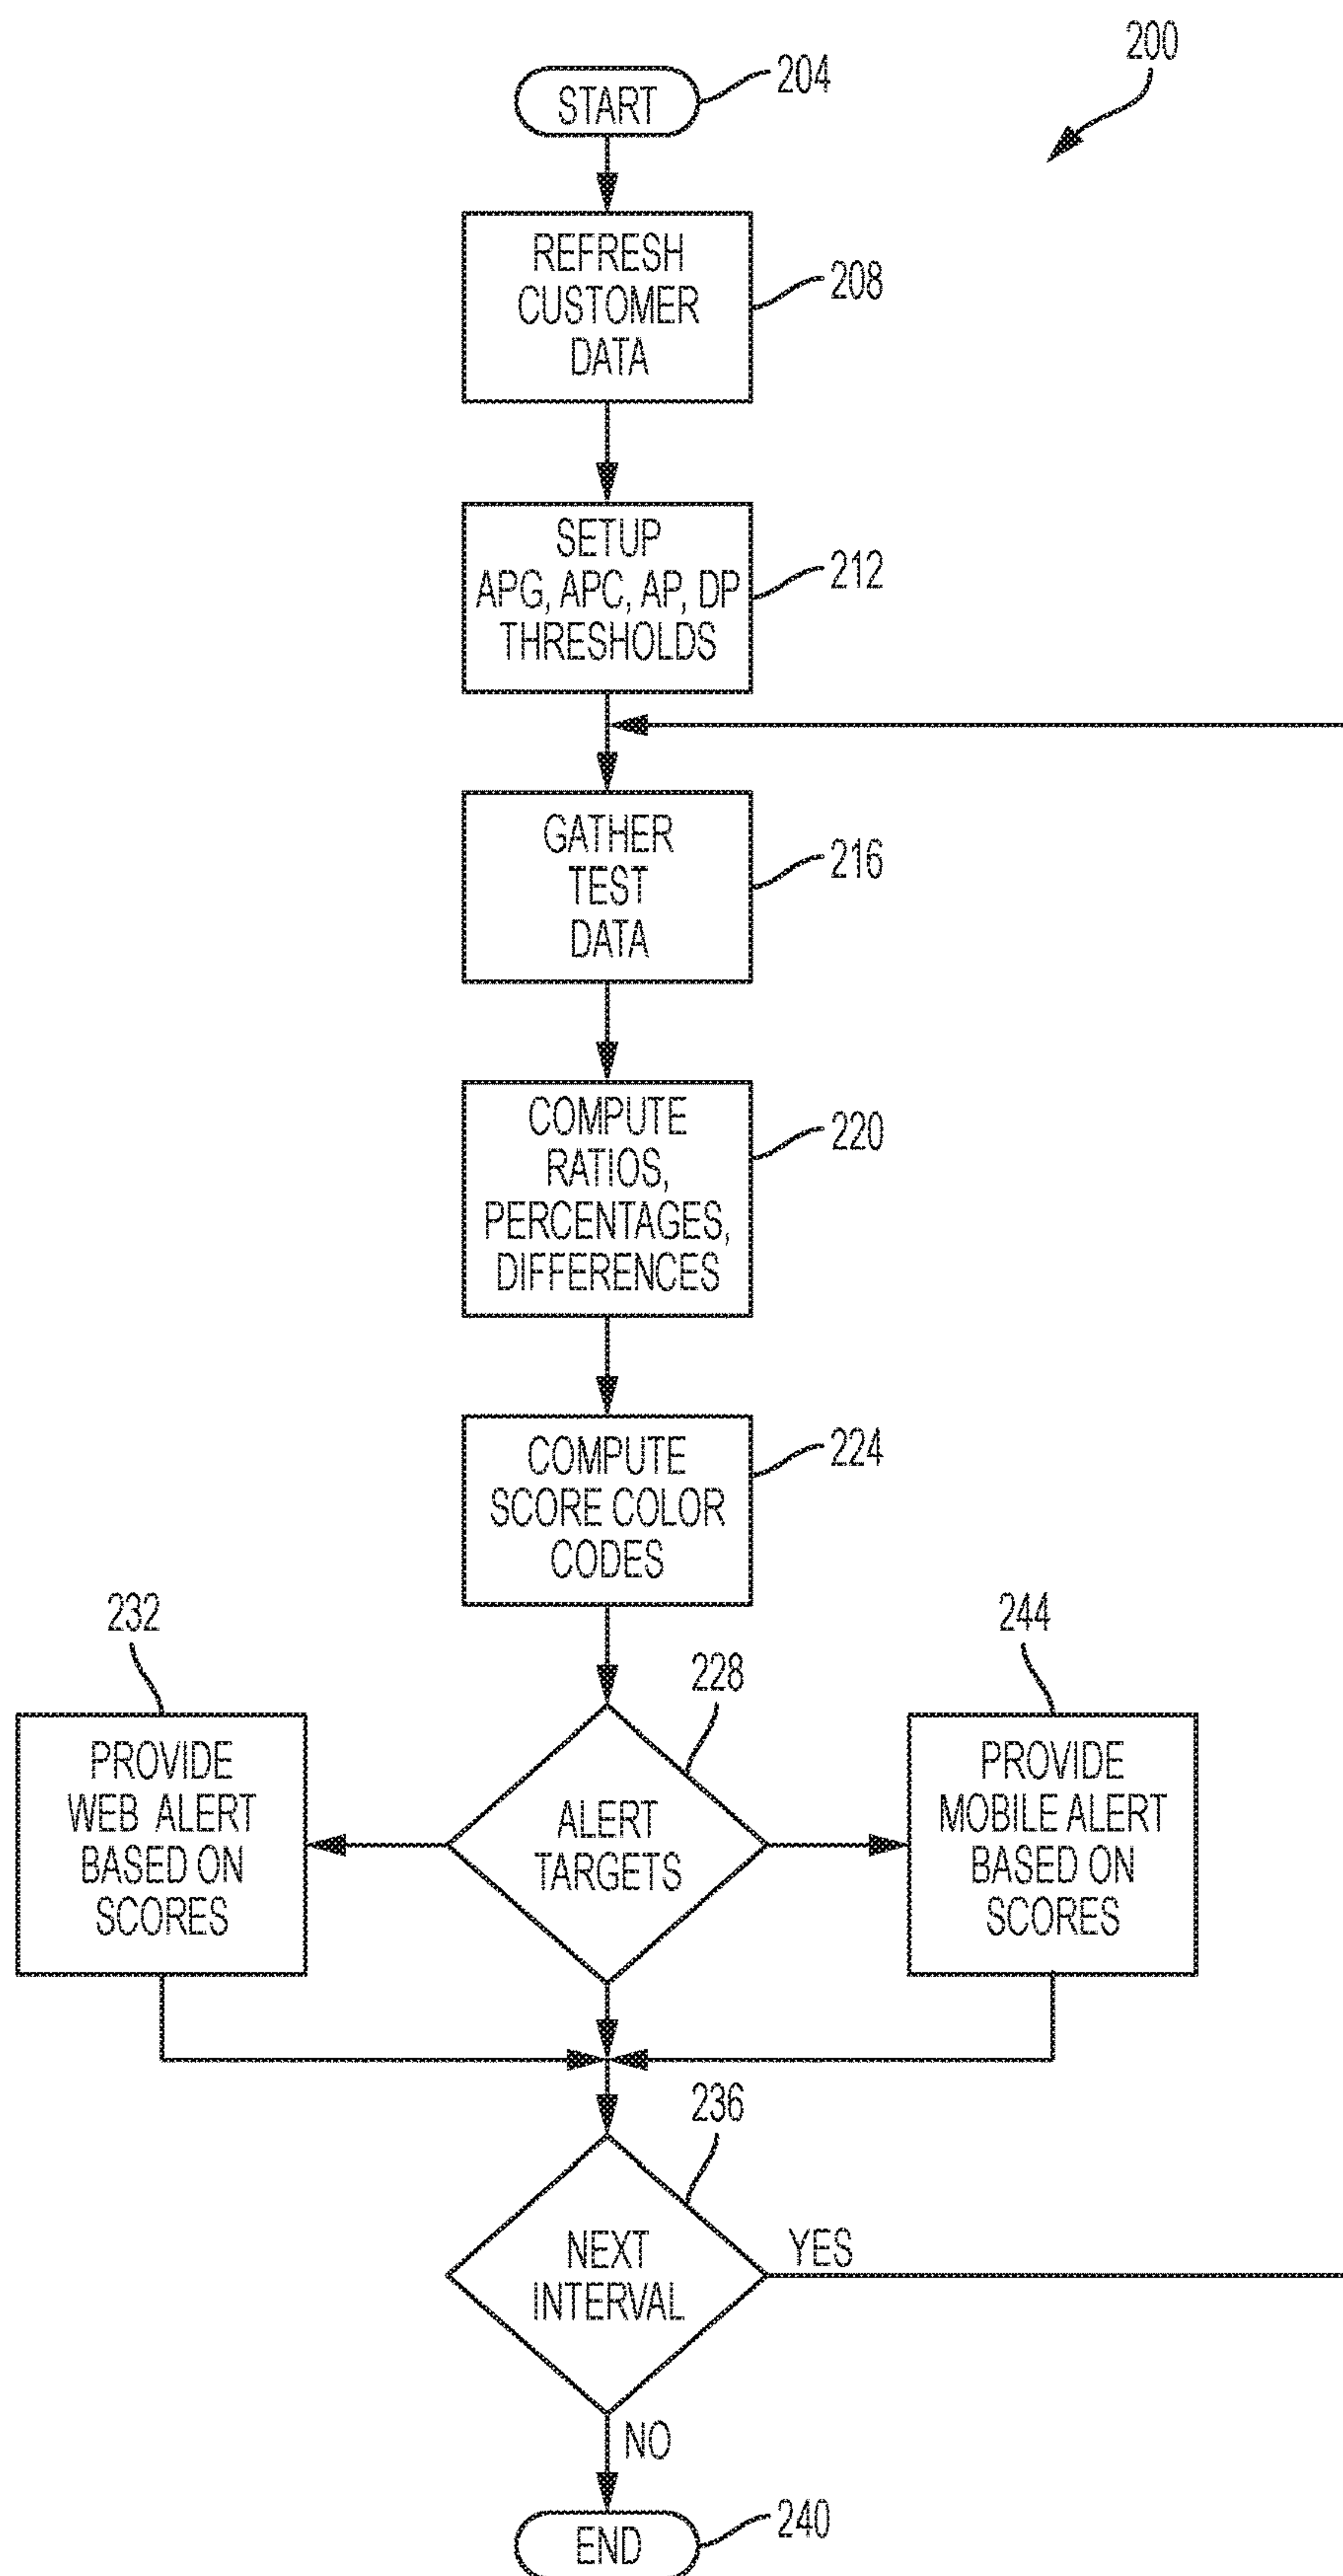 200
START
204
REFRESH
CUSTOMER
DATA
208
SETUP
APG, APC, AP, DP
THRESHOLDS
212
GATHER
TEST
DATA
216
COMPUTE
RATIOS,
PERCENTAGES,
DIFFERENCES
220
COMPUTE
SCORE COLOR
CODES
224
232
PROVIDE
WEB ALERT
BASED ON
SCORES
228
ALERT
TARGETS
244
PROVIDE
MOBILE ALERT
BASED ON
SCORES
236
NEXT
INTERVAL
YES
NO
END
240